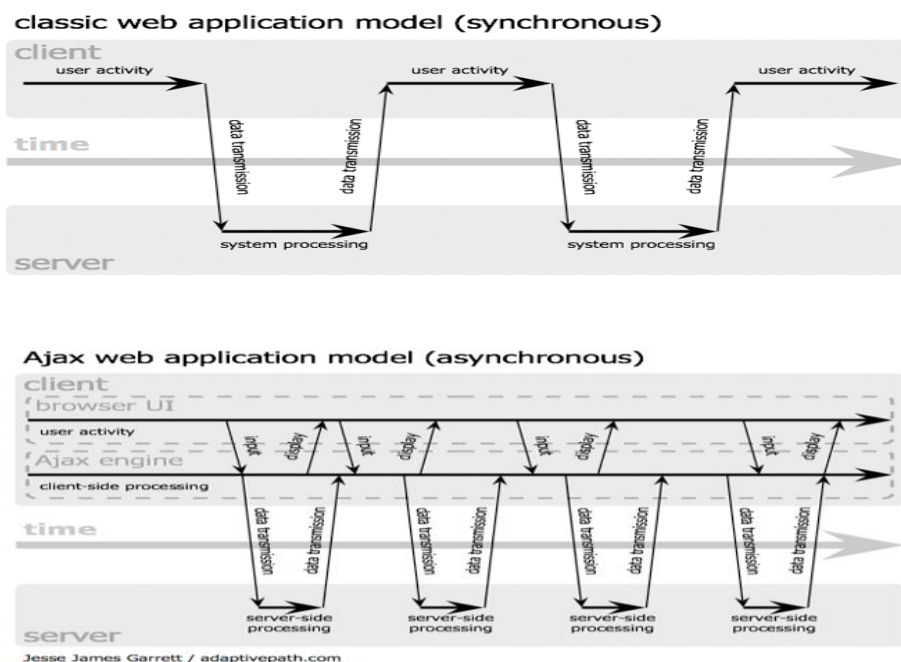 classic web application model (synchronous)
client
user activity
user activity
user activity
data transmission
data transmission
data transmission
data transmission
time
system processing
system processing
server
Ajax web application model (asynchronous)
client
browser UI
user activity
input
display
input
display
input
display
input
display
Ajax engine
client-side processing
data transmission
data transmission
data transmission
data transmission
data transmission
data transmission
data transmission
data transmission
time
server-side
processing
server-side
processing
server-side
processing
server-side
processing
server
Jesse James Garrett / adaptivepath.com